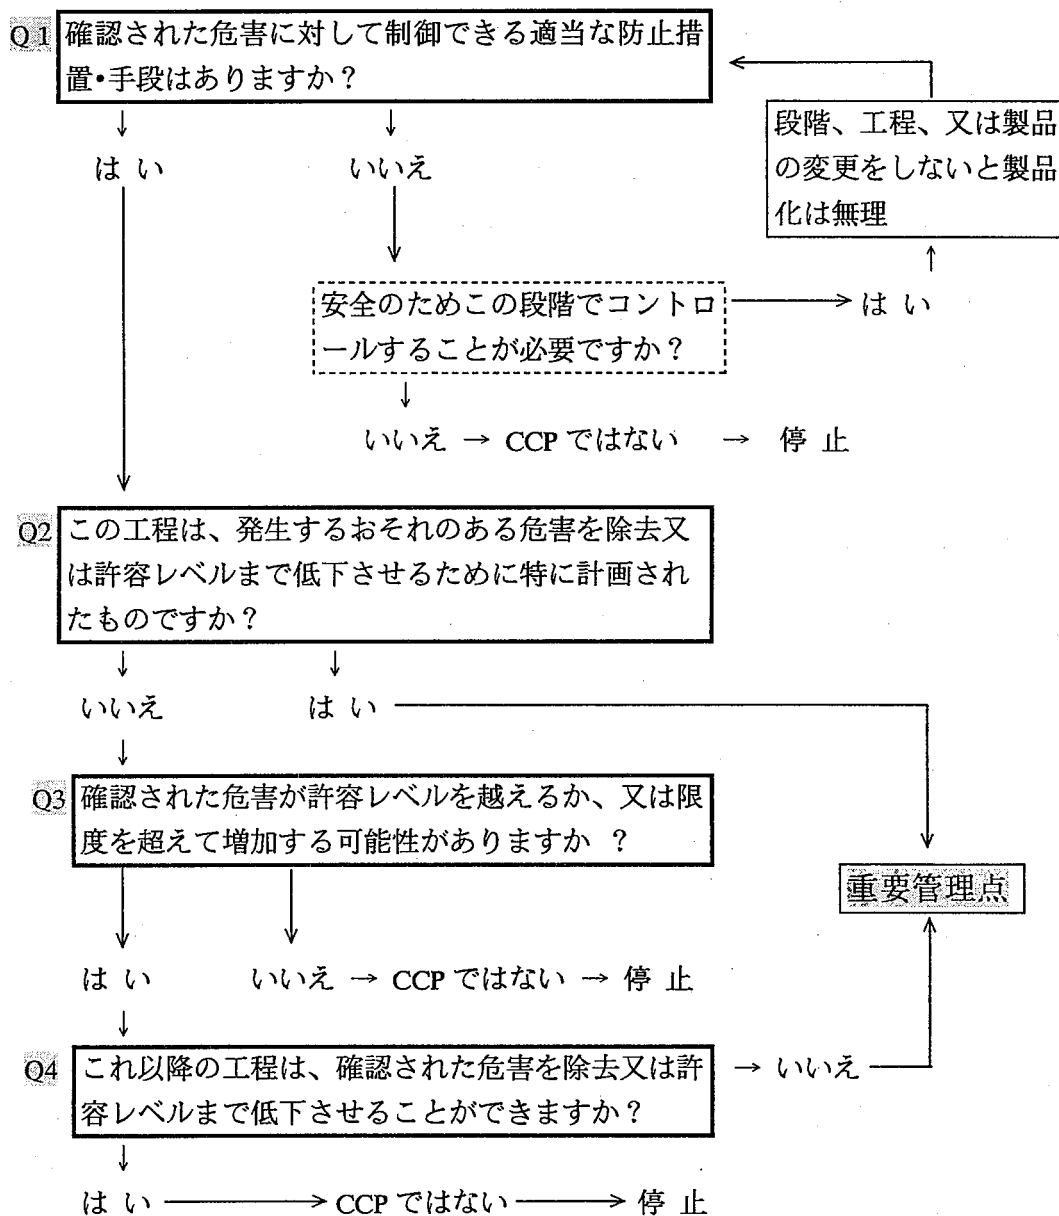 Q1 確認された危害に対して制御できる適当な防止措
置・手段はありますか？
段階、工程、又は製品
の変更をしないと製品
化は無理
はい いいえ
安全のためこの段階でコントロ
ールすることが必要ですか？
はい
いいえ → CCP ではない → 停止
Q2 この工程は、発生するおそれのある危害を除去又
は許容レベルまで低下させるために特に計画され
たものですか？
いいえ はい
Q3 確認された危害が許容レベルを越えるか、又は限
度を超えて増加する可能性がありますか ？
重要管理点
はい いいえ → CCP ではない → 停止
Q4 これ以降の工程は、確認された危害を除去又は許
容レベルまで低下させることができますか？
→ いいえ
はい → CCP ではない → 停止